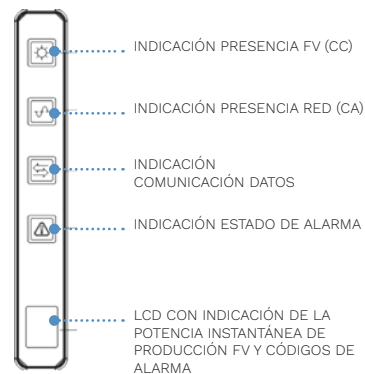 INDICACIÓN PRESENCIA FV (CC)
INDICACIÓN PRESENCIA RED (CA)
INDICACIÓN
COMUNICACIÓN DATOS
INDICACIÓN ESTADO DE ALARMA
LCD CON INDICACIÓN DE LA
POTENCIA INSTANTÁNEA DE
PRODUCCIÓN FV Y CÓDIGOS DE
ALARMA